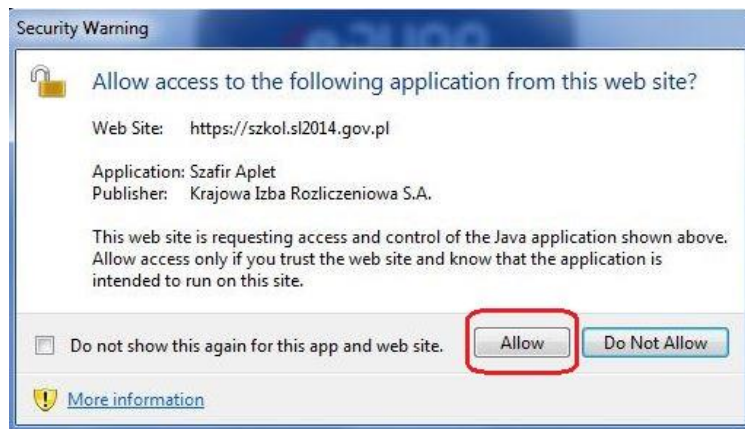 Security Warning
Allow access to the following application from this web site?
Web Site: https://szkol.sl2014.gov.pl
Application: Szafir Aplet
Publisher: Krajowa Izba Rozliczeniowa S.A.
This web site is requesting access and control of the Java application shown above.
Allow access only if you trust the web site and know that the application is
intended to run on this site.
Do not show this again for this app and web site.
Allow
Do Not Allow
More information